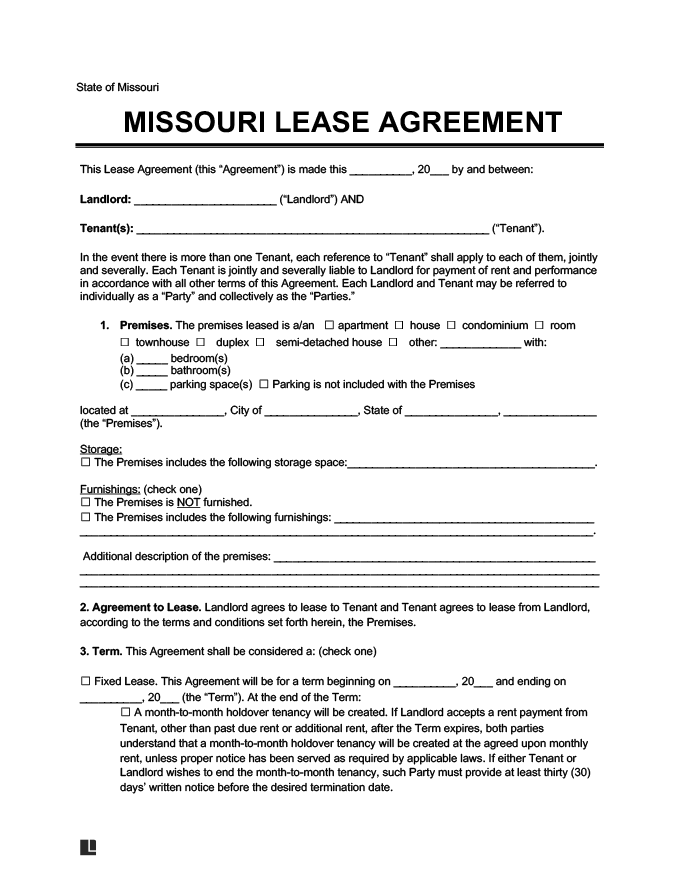 State of Missouri
MISSOURI LEASE AGREEMENT
This Lease Agreement (this “Agreement”) is made this __________, 20___ by and between:
Landlord: _______________________ (“Landlord”) AND
Tenant(s): _________________________________________________________ (“Tenant”).
In the event there is more than one Tenant, each reference to “Tenant” shall apply to each of them, jointly
and severally. Each Tenant is jointly and severally liable to Landlord for payment of rent and performance
in accordance with all other terms of this Agreement. Each Landlord and Tenant may be referred to
individually as a “Party” and collectively as the “Parties.”
1. Premises. The premises leased is a/an ☐ apartment ☐ house ☐ condominium ☐ room
☐ townhouse ☐ duplex ☐ semi-detached house ☐ other: _____________ with:
(a) _____ bedroom(s)
(b) _____ bathroom(s)
(c) _____ parking space(s) ☐ Parking is not included with the Premises
located at _______________, City of _______________, State of _______________, _______________
(the “Premises”).
Storage:
☐ The Premises includes the following storage space:________________________________________.
Furnishings: (check one)
☐ The Premises is NOT furnished.
☐ The Premises includes the following furnishings: __________________________________________
___________________________________________________________________________________.
Additional description of the premises: ____________________________________________________
____________________________________________________________________________________
____________________________________________________________________________________
2. Agreement to Lease. Landlord agrees to lease to Tenant and Tenant agrees to lease from Landlord,
according to the terms and conditions set forth herein, the Premises.
3. Term. This Agreement shall be considered a: (check one)
☐ Fixed Lease. This Agreement will be for a term beginning on __________, 20___ and ending on
__________, 20___ (the “Term”). At the end of the Term:
☐ A month-to-month holdover tenancy will be created. If Landlord accepts a rent payment from
Tenant, other than past due rent or additional rent, after the Term expires, both parties
understand that a month-to-month holdover tenancy will be created at the agreed upon monthly
rent, unless proper notice has been served as required by applicable laws. If either Tenant or
Landlord wishes to end the month-to-month tenancy, such Party must provide at least thirty (30)
days’ written notice before the desired termination date.